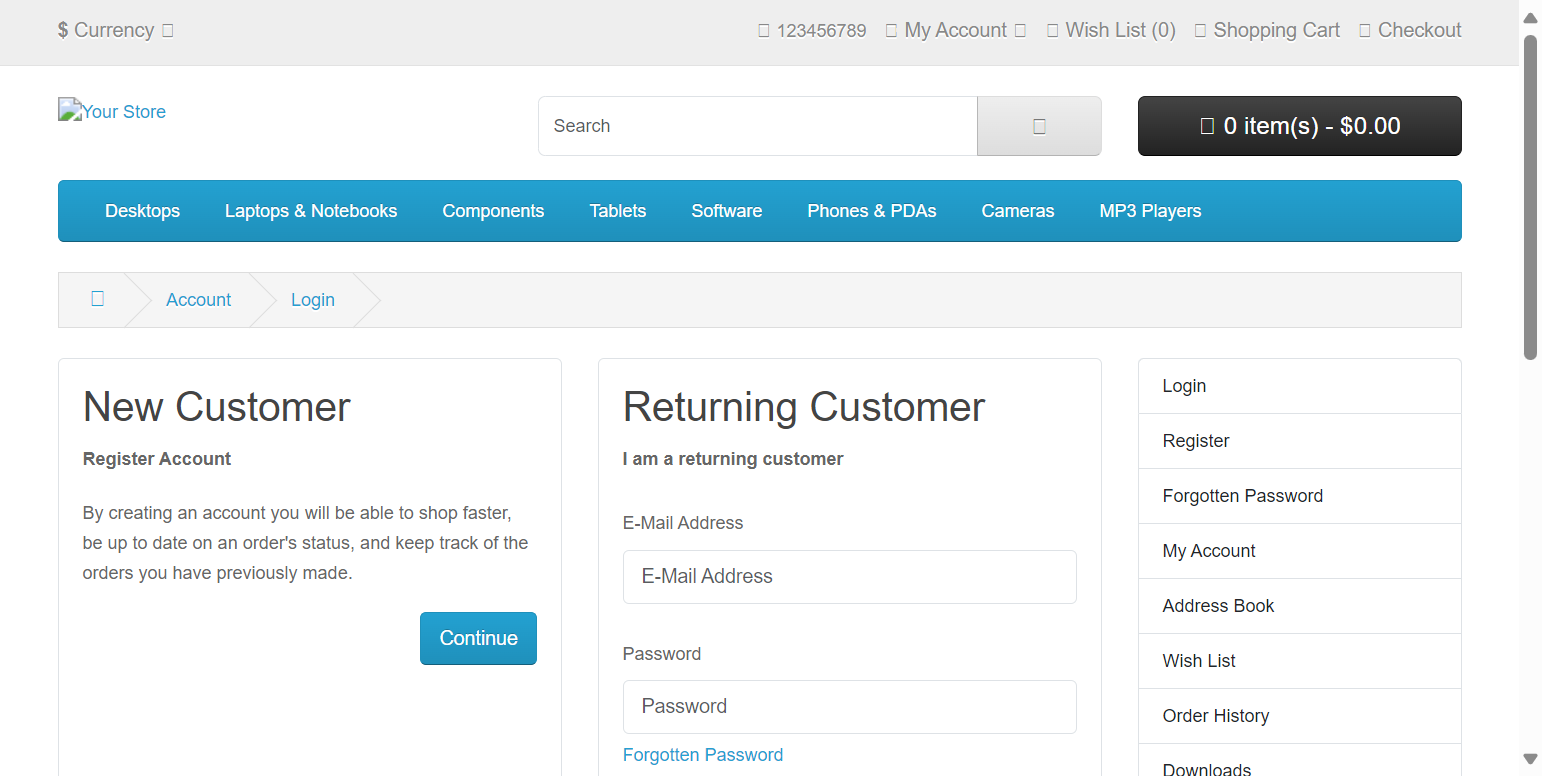 $ Currency
123456789 My Account Wish List (0) Shopping Cart Checkout
Your Store
Search
0 item(s) - $0.00
Desktops Laptops & Notebooks Components Tablets Software Phones & PDAs Cameras MP3 Players
Account Login
New Customer
Register Account
By creating an account you will be able to shop faster,
be up to date on an order's status, and keep track of the
orders you have previously made.
Continue
Returning Customer
I am a returning customer
E-Mail Address
E-Mail Address
Password
Password
Forgotten Password
Login
Register
Forgotten Password
My Account
Address Book
Wish List
Order History
Downloads